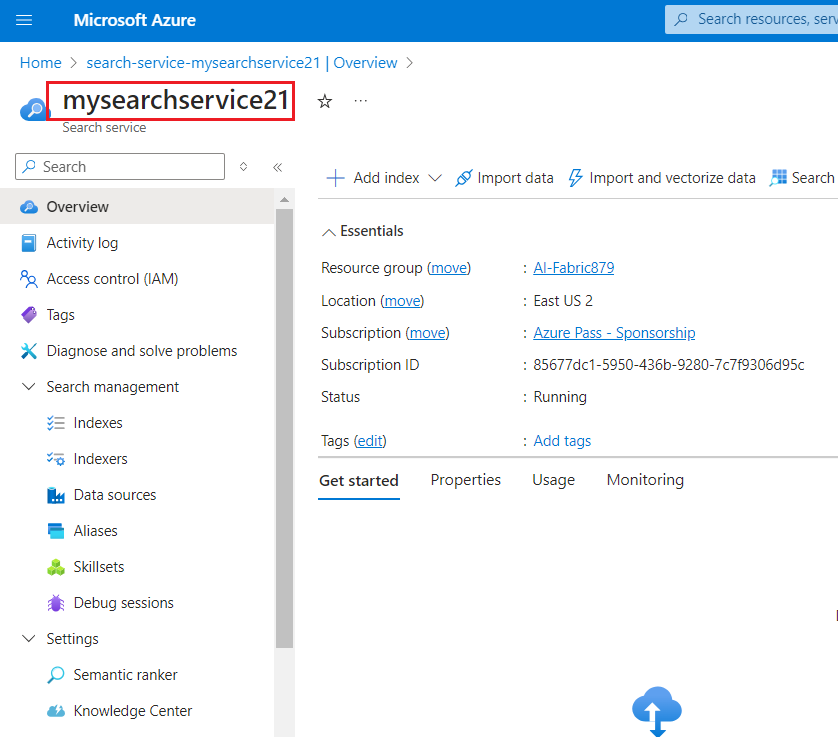 Microsoft Azure
Search resources, serv
Home > search-service-mysearchservice21 | Overview >
mysearchservice21
Search service
Search
Add index
Import data
Import and vectorize data
Search
Overview
Activity log
Access control (IAM)
Tags
Diagnose and solve problems
Search management
Indexes
Indexers
Data sources
Aliases
Skillsets
Debug sessions
Settings
Semantic ranker
Knowledge Center
Essentials
Resource group (move) : AI-Fabric879
Location (move) : East US 2
Subscription (move) : Azure Pass - Sponsorship
Subscription ID : 85677dc1-5950-436b-9280-7c7f9306d95c
Status : Running
Tags (edit) : Add tags
Get started Properties Usage Monitoring